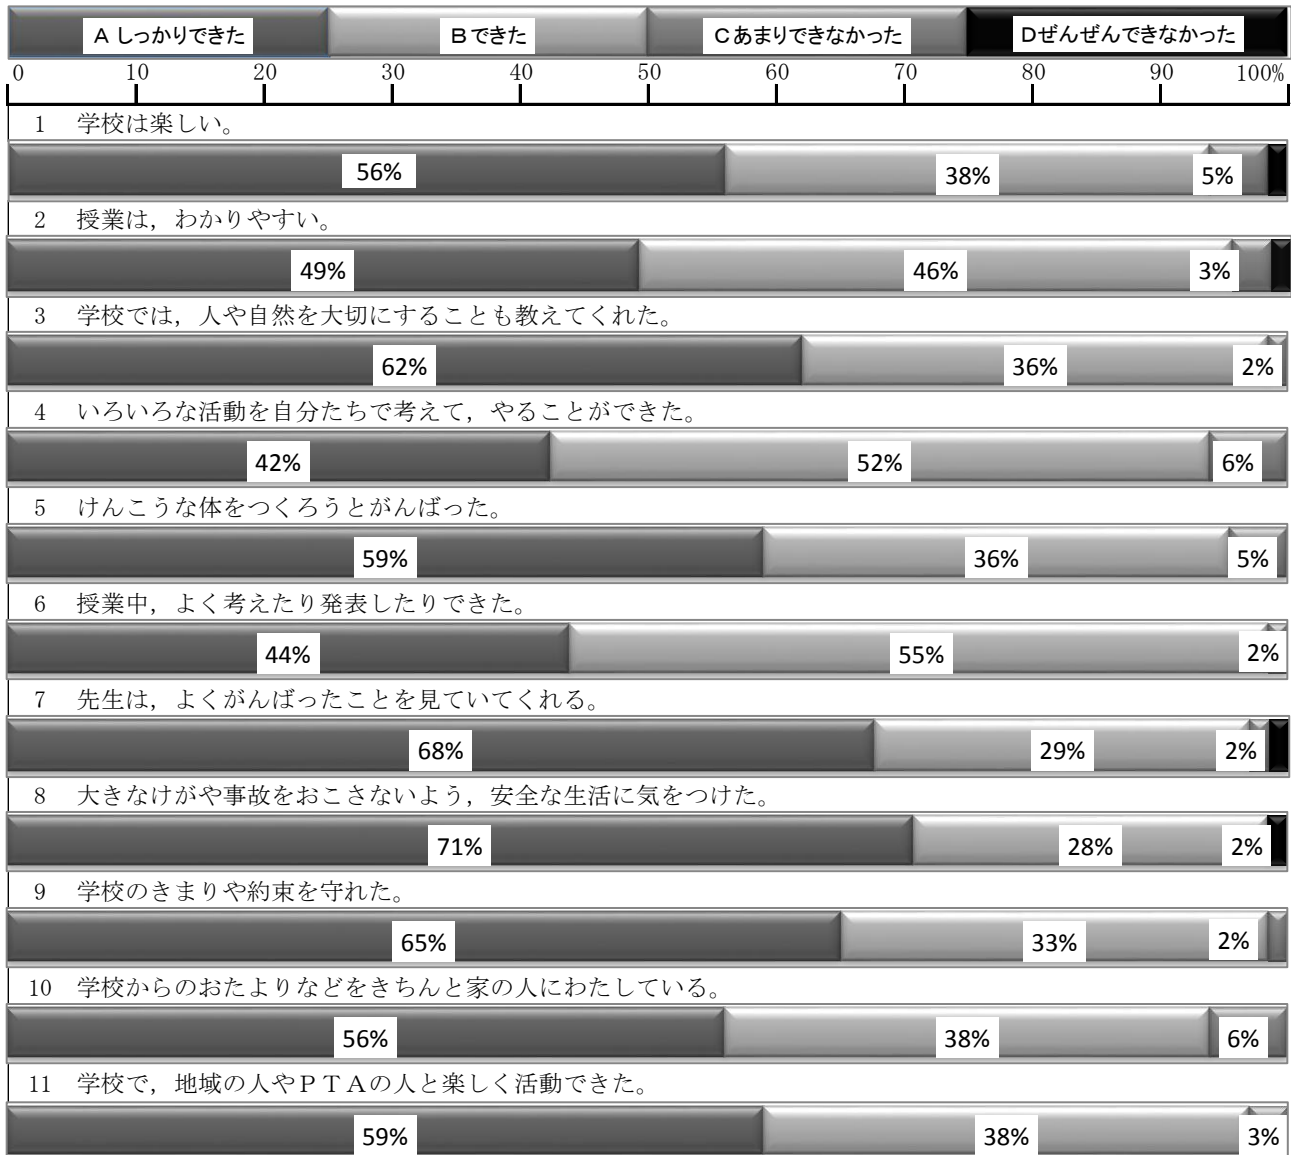 A しっかりできた　Bできた　Cあまりできなかった　Dぜんぜんできなかった
0 10 20 30 40 50 60 70 80 90 100%
1 学校は楽しい。
56% 38% 5%
2 授業は，わかりやすい。
49% 46% 3%
3 学校では，人や自然を大切にすることも教えてくれた。
62% 36% 2%
4 いろいろな活動を自分たちで考えて，やることができた。
42% 52% 6%
5 けんこうな体をつくろうとがんばった。
59% 36% 5%
6 授業中，よく考えたり発表したりできた。
44% 55% 2%
7 先生は，よくがんばったことを見ていてくれる。
68% 29% 2%
8 大きなけがや事故をおこさないよう，安全な生活に気をつけた。
71% 28% 2%
9 学校のきまりや約束を守れた。
65% 33% 2%
10 学校からのおたよりなどをきちんと家の人にわたしている。
56% 38% 6%
11 学校で，地域の人やＰＴＡの人と楽しく活動できた。
59% 38% 3%